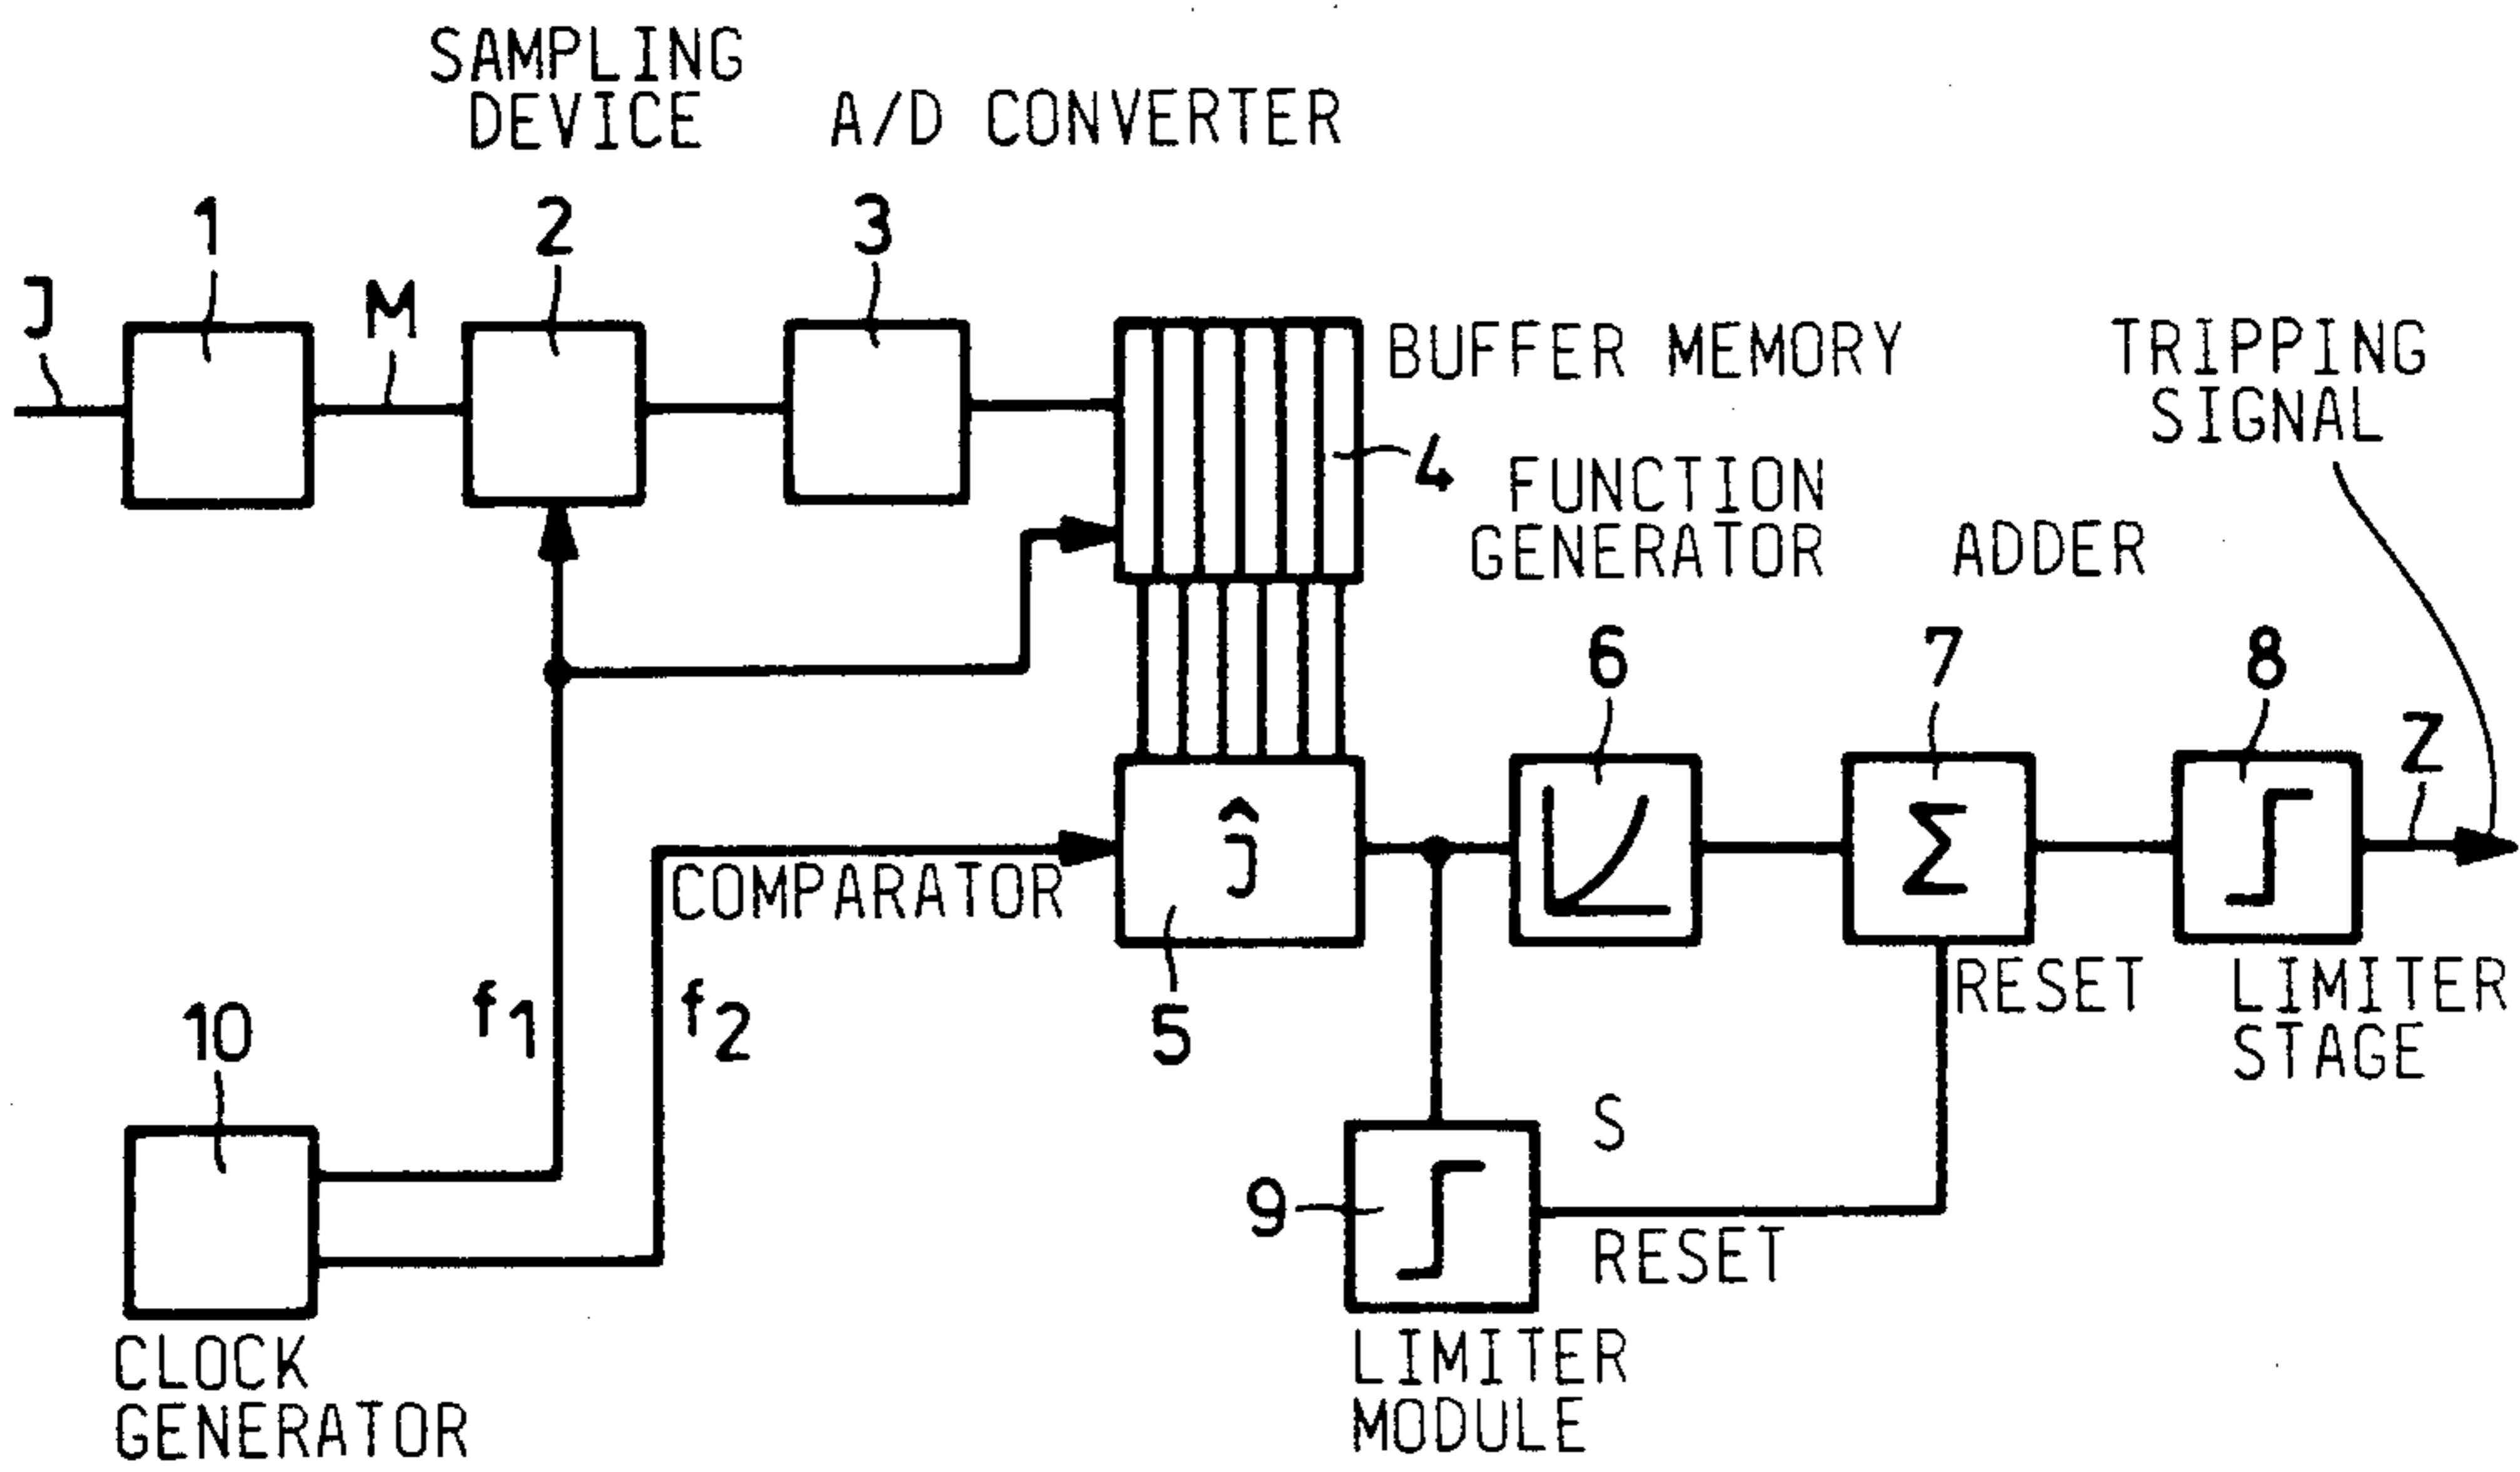 SAMPLING
DEVICE
A/D CONVERTER
1
2
3
J
M
BUFFER MEMORY
TRIPPING
SIGNAL
4
FUNCTION
GENERATOR
ADDER
6
7
8
Z
Ĵ
Σ
COMPARATOR
5
f1
f2
10
RESET
LIMITER
STAGE
S
9
RESET
CLOCK
GENERATOR
LIMITER
MODULE